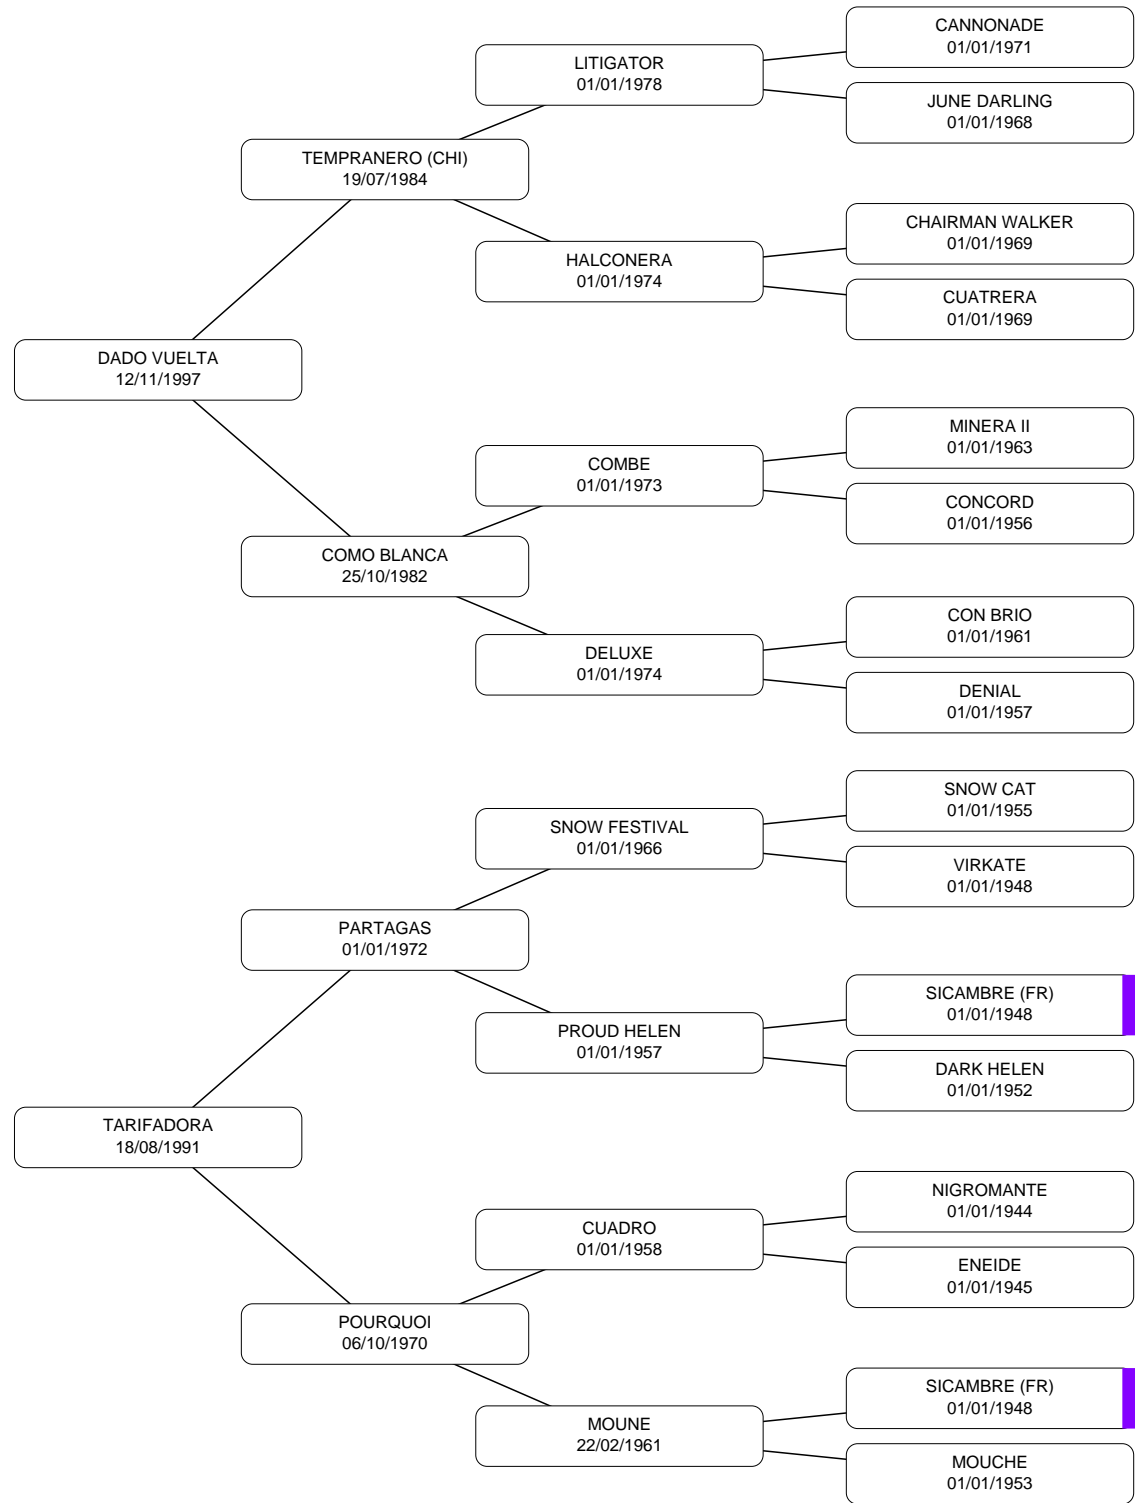 CANNONADE
01/01/1971
LITIGATOR
01/01/1978
JUNE DARLING
01/01/1968
TEMPRANERO (CHI)
19/07/1984
CHAIRMAN WALKER
01/01/1969
HALCONERA
01/01/1974
CUATRERA
01/01/1969
DADO VUELTA
12/11/1997
MINERA II
01/01/1963
COMBE
01/01/1973
CONCORD
01/01/1956
COMO BLANCA
25/10/1982
CON BRIO
01/01/1961
DELUXE
01/01/1974
DENIAL
01/01/1957
SNOW CAT
01/01/1955
SNOW FESTIVAL
01/01/1966
VIRKATE
01/01/1948
PARTAGAS
01/01/1972
SICAMBRE (FR)
01/01/1948
PROUD HELEN
01/01/1957
DARK HELEN
01/01/1952
TARIFADORA
18/08/1991
NIGROMANTE
01/01/1944
CUADRO
01/01/1958
ENEIDE
01/01/1945
POURQUOI
06/10/1970
SICAMBRE (FR)
01/01/1948
MOUNE
22/02/1961
MOUCHE
01/01/1953